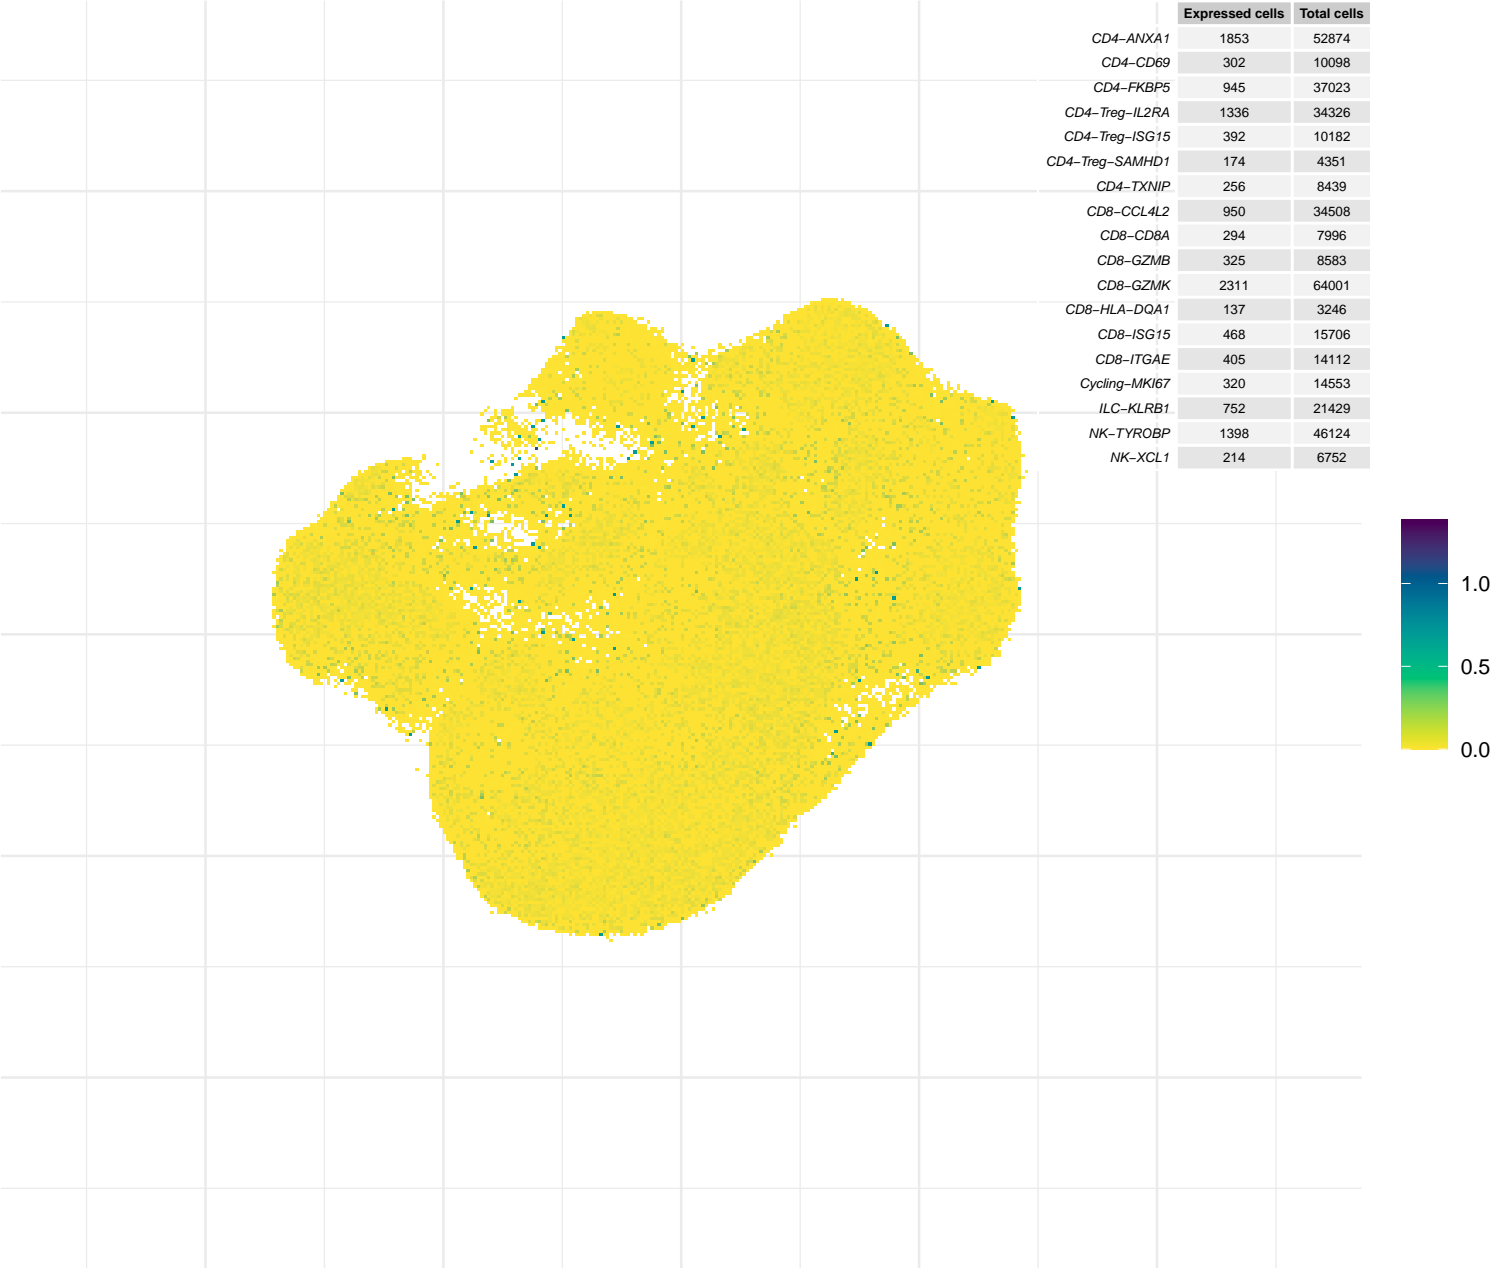 Expressed cells Total cells
CD4−ANXA1 1853 52874
CD4−CD69 302 10098
CD4−FKBP5 945 37023
CD4−Treg−IL2RA 1336 34326
CD4−Treg−ISG15 392 10182
CD4−Treg−SAMHD1 174 4351
CD4−TXNIP 256 8439
CD8−CCL4L2 950 34508
CD8−CD8A 294 7996
CD8−GZMB 325 8583
CD8−GZMK 2311 64001
CD8−HLA−DQA1 137 3246
CD8−ISG15 468 15706
CD8−ITGAE 405 14112
Cycling−MKI67 320 14553
ILC−KLRB1 752 21429
NK−TYROBP 1398 46124
NK−XCL1 214 6752
1.0
0.5
0.0